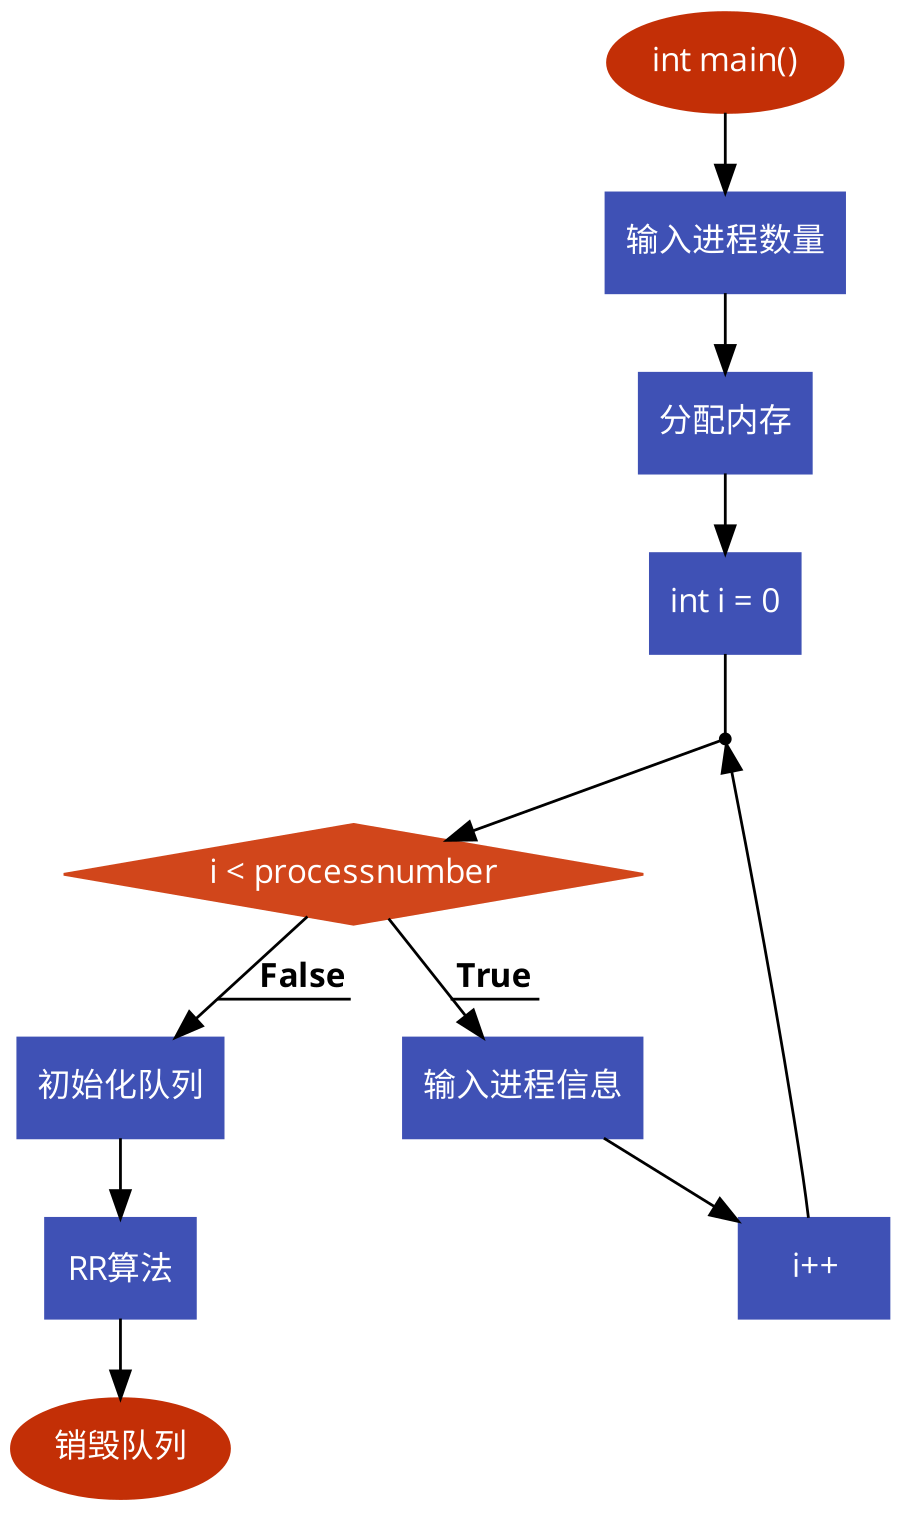 int main()
输入进程数量
分配内存
int i = 0
i < processnumber
False
True
初始化队列
输入进程信息
RR算法
i++
销毁队列